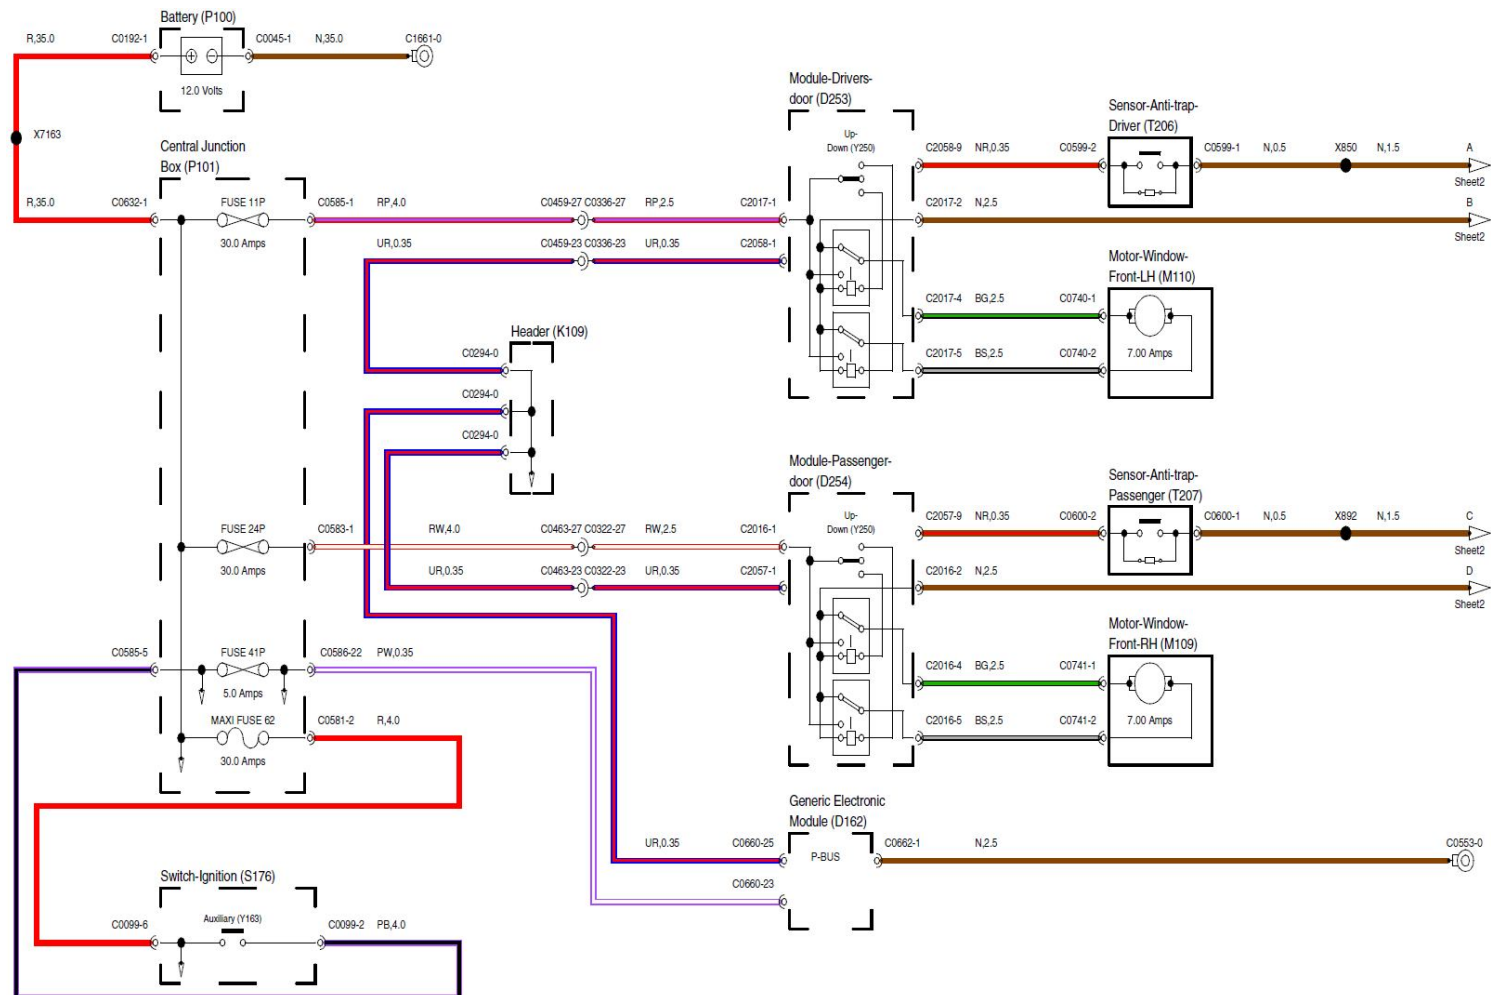 Battery (P100)
R,35.0 C0192-1 C0045-1 N,35.0 C1661-0
12.0 Volts
X7163
Central Junction
Box (P101)
R,35.0 C0632-1 FUSE 11P C0585-1 RP,4.0 C0459-27 C0336-27 RP,2.5 C2017-1
30.0 Amps
UR,0.35 C0459-23 C0336-23 UR,0.35 C2058-1
Module-Drivers-
door (D253)
Up-
Down (Y250)
C2058-9 NR,0.35 C0599-2
Sensor-Anti-trap-
Driver (T206)
C0599-1 N,0.5 X850 N,1.5 A
Sheet2
C2017-2 N,2.5 B
Sheet2
Motor-Window-
Front-LH (M110)
C2017-4 BG,2.5 C0740-1
C2017-5 BS,2.5 C0740-2 7.00 Amps
Header (K109)
C0294-0
C0294-0
C0294-0
Module-Passenger-
door (D254)
Up-
Down (Y250)
C2057-9 NR,0.35 C0600-2
Sensor-Anti-trap-
Passenger (T207)
C0600-1 N,0.5 X892 N,1.5 C
Sheet2
FUSE 24P C0583-1 RW,4.0 C0463-27 C0322-27 RW,2.5 C2016-1
30.0 Amps
UR,0.35 C0463-23 C0322-23 UR,0.35 C2057-1
C2016-2 N,2.5 D
Sheet2
Motor-Window-
Front-RH (M109)
C2016-4 BG,2.5 C0741-1
C2016-5 BS,2.5 C0741-2 7.00 Amps
C0585-5 FUSE 41P C0586-22 PW,0.35
5.0 Amps
MAXI FUSE 62 C0581-2 R,4.0
30.0 Amps
Generic Electronic
Module (D162)
UR,0.35 C0660-25 P-BUS C0662-1 N,2.5 C0553-0
C0660-23
Switch-Ignition (S176)
C0099-6 Auxiliary (Y163) C0099-2 PB,4.0